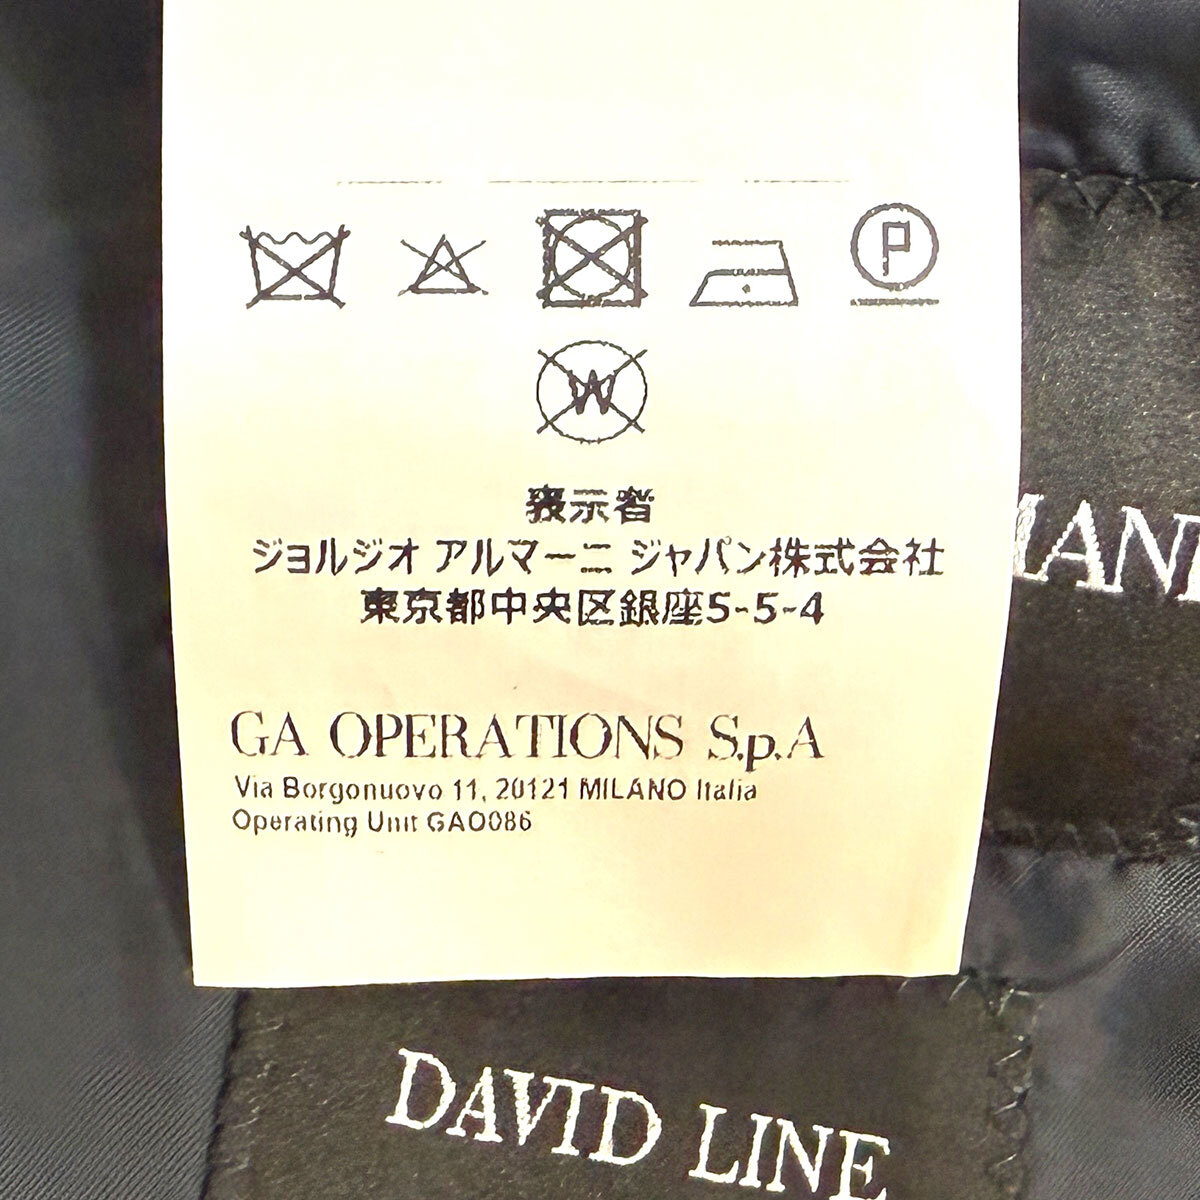 P
W
表示者
ジョルジオ アルマーニ ジャパン株式会社
東京都中央区銀座5-5-4
GA OPERATIONS S.p.A
Via Borgonuovo 11, 20121 MILANO Italia
Operating Unit GAO086
DAVID LINE